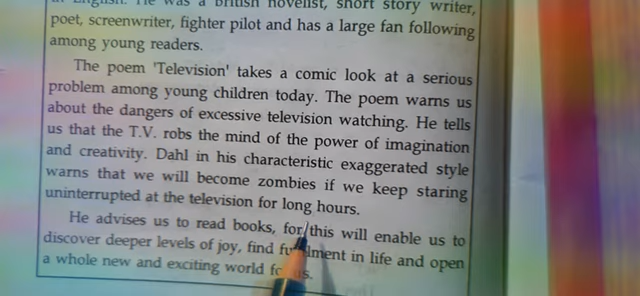 in English. He was a British novelist, short story writer,
poet, screenwriter, fighter pilot and has a large fan following
among young readers.
The poem 'Television' takes a comic look at a serious
problem among young children today. The poem warns us
about the dangers of excessive television watching. He tells
us that the T.V. robs the mind of the power of imagination
and creativity. Dahl in his characteristic exaggerated style
warns that we will become zombies if we keep staring
uninterrupted at the television for long hours.
He advises us to read books, for this will enable us to
discover deeper levels of joy, find in life and open
a whole new and exciting world